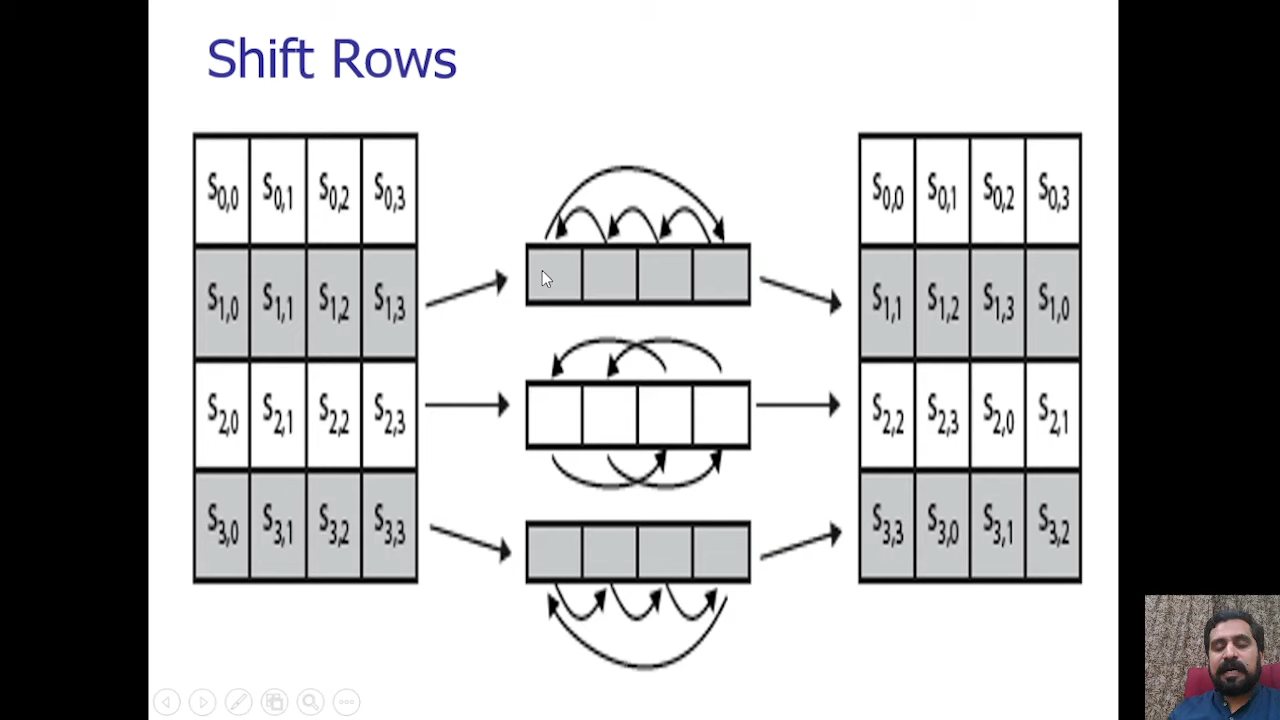 Shift Rows
S0,0 S0,1 S0,2 S0,3 S0,0 S0,1 S0,2 S0,3
S1,0 S1,1 S1,2 S1,3 S1,1 S1,2 S1,3 S1,0
S2,0 S2,1 S2,2 S2,3 S2,2 S2,3 S2,0 S2,1
S3,0 S3,1 S3,2 S3,3 S3,3 S3,0 S3,1 S3,2